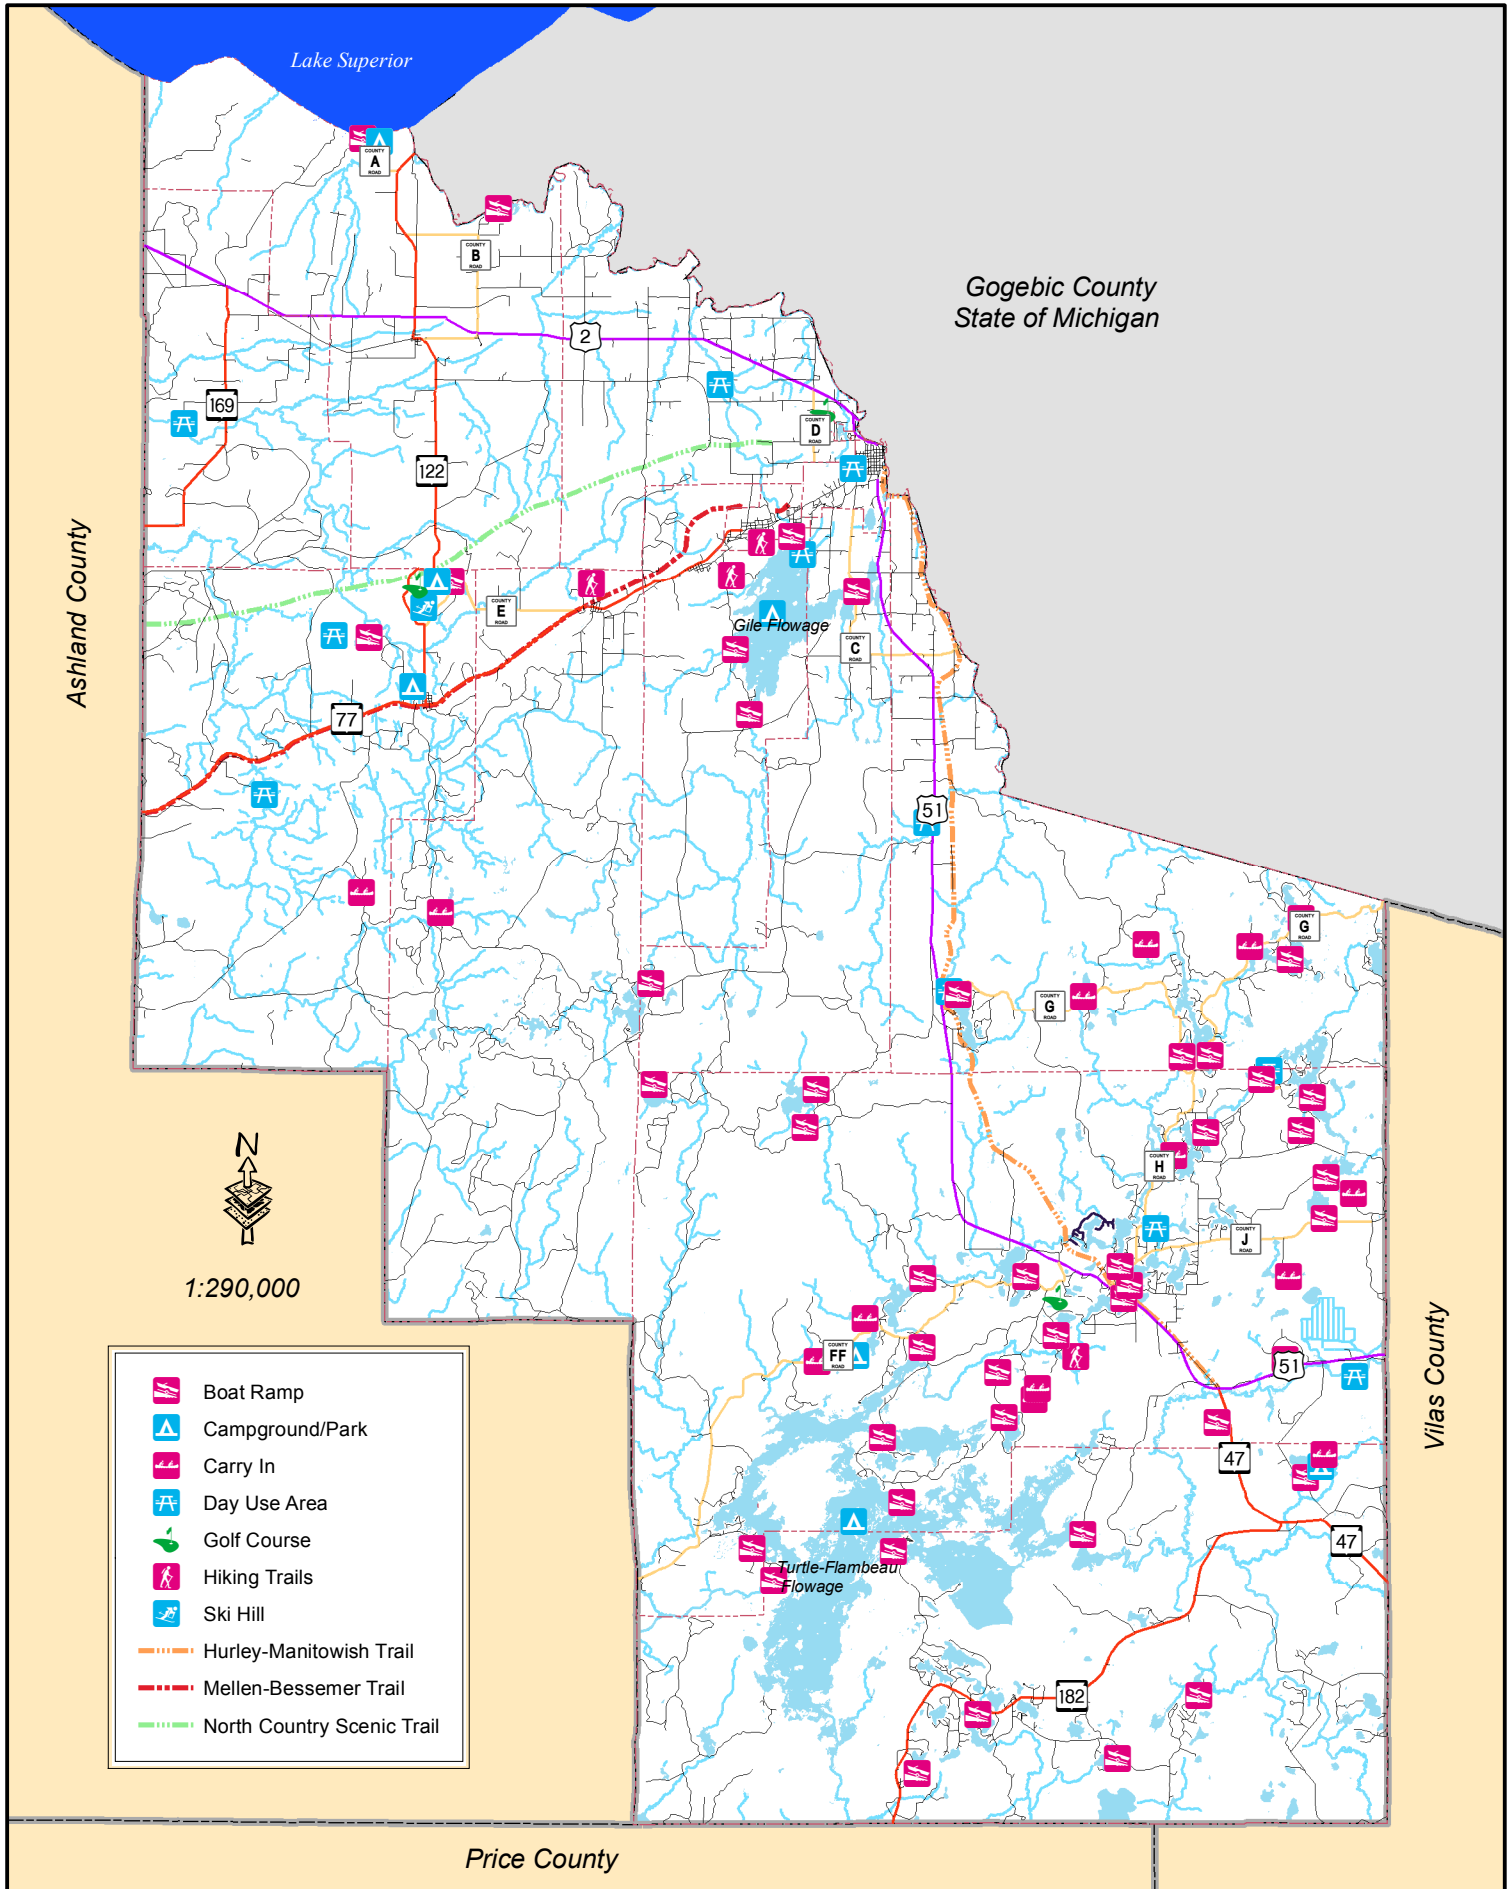 Lake Superior
COUNTY
A
ROAD
COUNTY
B
ROAD
Gogebic County
State of Michigan
2
169
COUNTY
D
ROAD
122
Ashland County
COUNTY
E
ROAD
Gile Flowage
COUNTY
C
ROAD
77
51
COUNTY
G
ROAD
COUNTY
G
ROAD
N
COUNTY
H
ROAD
COUNTY
J
ROAD
1:290,000
COUNTY
FF
ROAD
51
Vilas County
Boat Ramp
Campground/Park
Carry In
Day Use Area
Golf Course
Hiking Trails
Ski Hill
Hurley-Manitowish Trail
Mellen-Bessemer Trail
North Country Scenic Trail
47
47
Turtle-Flambeau
Flowage
182
Price County